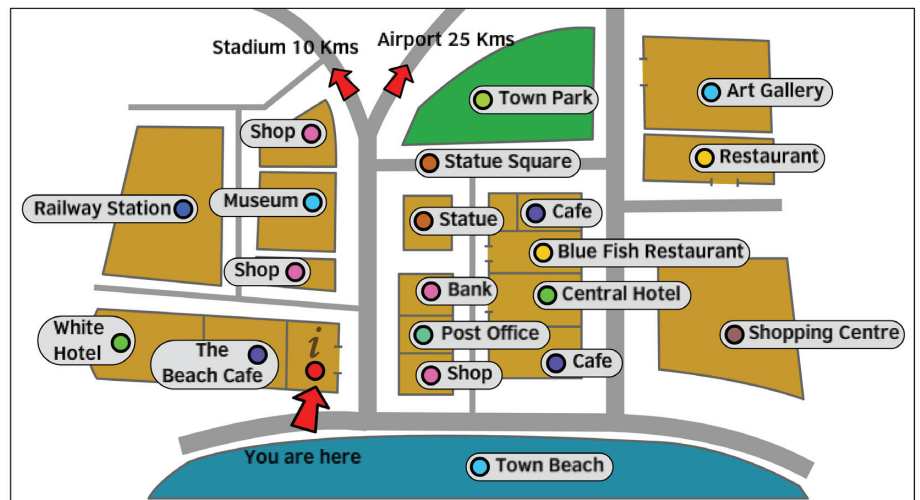 Stadium 10 Kms
Airport 25 Kms
Town Park
Art Gallery
Shop
Statue Square
Restaurant
Railway Station
Museum
Statue
Cafe
Blue Fish Restaurant
Shop
Bank
Central Hotel
White
Hotel
The
Beach Cafe
i
Post Office
Shopping Centre
Shop
Cafe
You are here
Town Beach